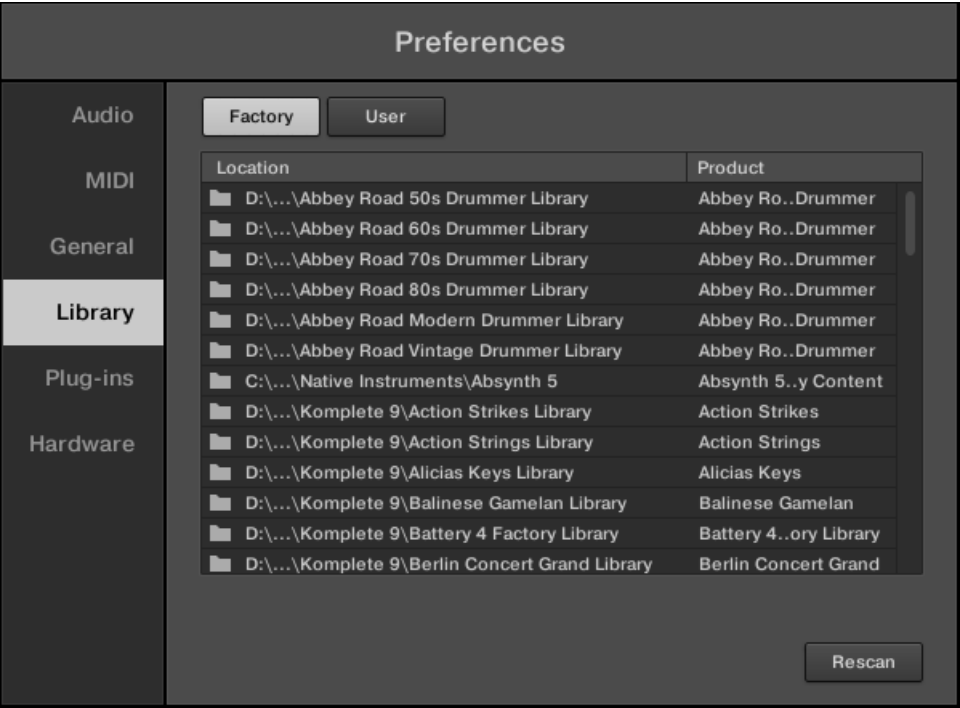 Preferences
Audio
MIDI
General
Library
Plug-ins
Hardware
Factory User
Location Product
D:\...\Abbey Road 50s Drummer Library Abbey Ro..Drummer
D:\...\Abbey Road 60s Drummer Library Abbey Ro..Drummer
D:\...\Abbey Road 70s Drummer Library Abbey Ro..Drummer
D:\...\Abbey Road 80s Drummer Library Abbey Ro..Drummer
D:\...\Abbey Road Modern Drummer Library Abbey Ro..Drummer
D:\...\Abbey Road Vintage Drummer Library Abbey Ro..Drummer
C:\...\Native Instruments\Absynth 5 Absynth 5..y Content
D:\...\Komplete 9\Action Strikes Library Action Strikes
D:\...\Komplete 9\Action Strings Library Action Strings
D:\...\Komplete 9\Alicias Keys Library Alicias Keys
D:\...\Komplete 9\Balinese Gamelan Library Balinese Gamelan
D:\...\Komplete 9\Battery 4 Factory Library Battery 4..ory Library
D:\...\Komplete 9\Berlin Concert Grand Library Berlin Concert Grand
Rescan